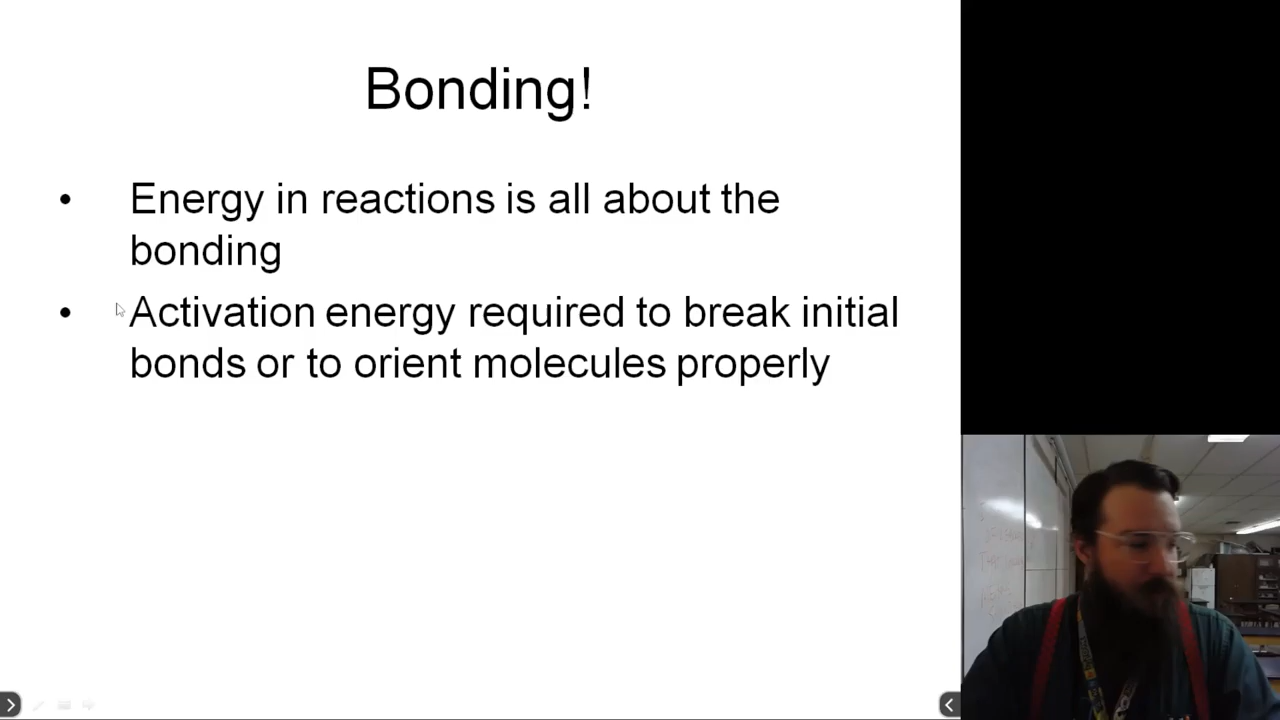 Bonding!
• Energy in reactions is all about the
bonding
• Activation energy required to break initial
bonds or to orient molecules properly